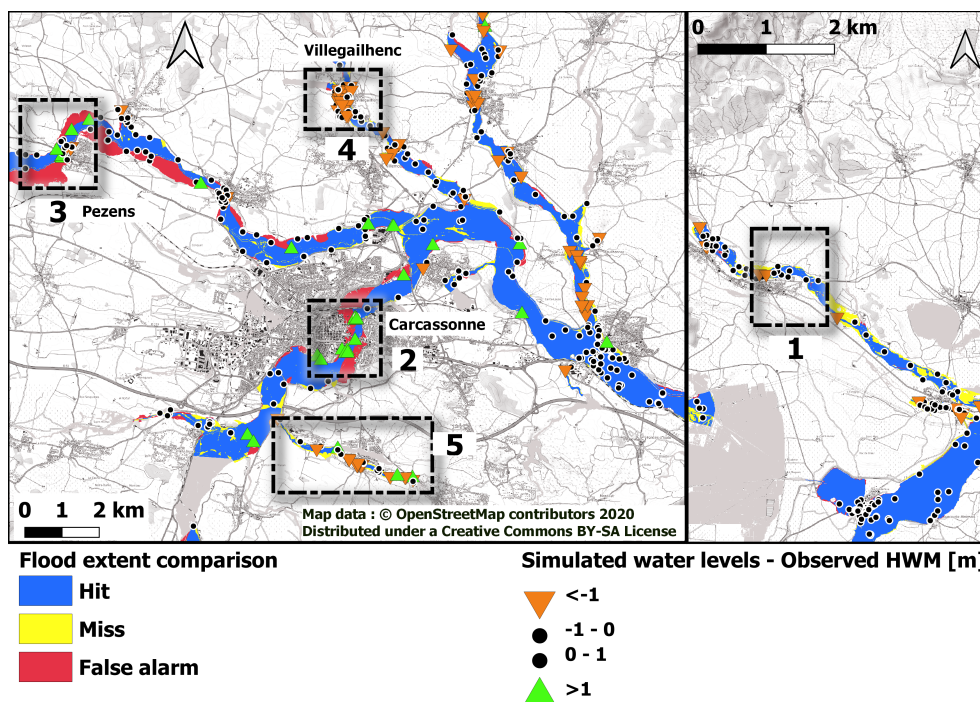 Villegailhenc
0 1 2 km
4
3 Pezens
Carcassonne
2
1
5
0 1 2 km
Map data : © OpenStreetMap contributors 2020
Distributed under a Creative Commons BY-SA License
Flood extent comparison
Hit
Miss
False alarm
Simulated water levels - Observed HWM [m]
<-1
-1 - 0
0 - 1
>1